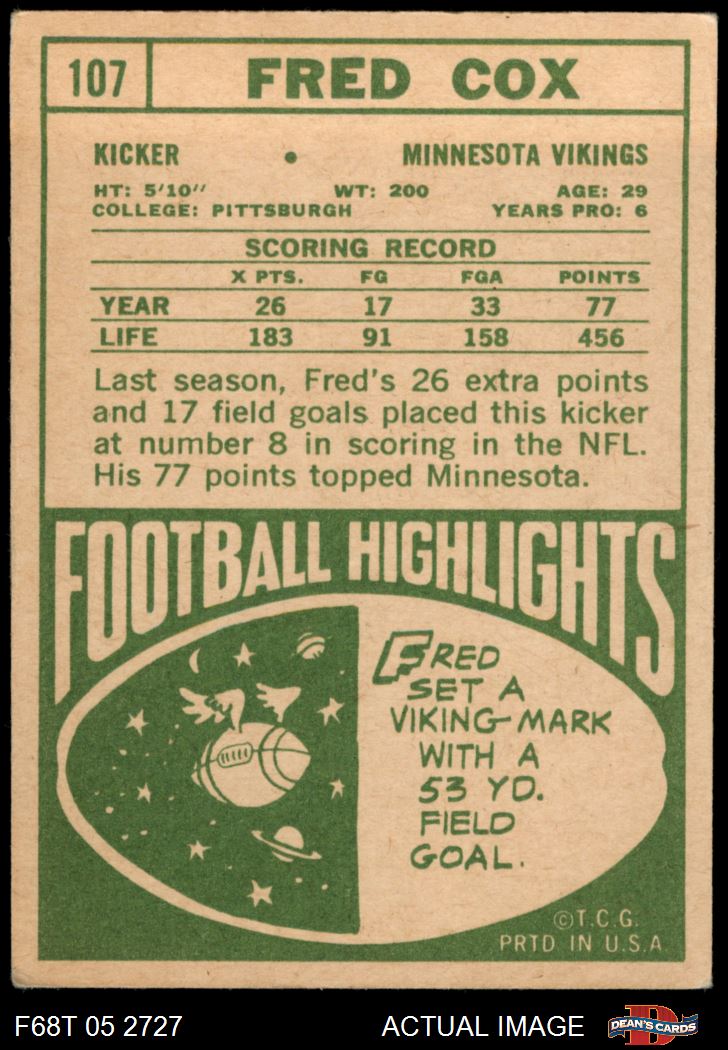 107 FRED COX
KICKER • MINNESOTA VIKINGS
HT: 5'10" WT: 200 AGE: 29
COLLEGE: PITTSBURGH YEARS PRO: 6
SCORING RECORD
X PTS. FG FGA POINTS
YEAR 26 17 33 77
LIFE 183 91 158 456
Last season, Fred's 26 extra points
and 17 field goals placed this kicker
at number 8 in scoring in the NFL.
His 77 points topped Minnesota.
FOOTBALL HIGHLIGHTS
FRED
SET A
VIKING MARK
WITH A
53 YD.
FIELD
GOAL.
©T.C.G.
PRTD IN U.S.A.
F68T 05 2727 ACTUAL IMAGE D DEAN'S CARDS